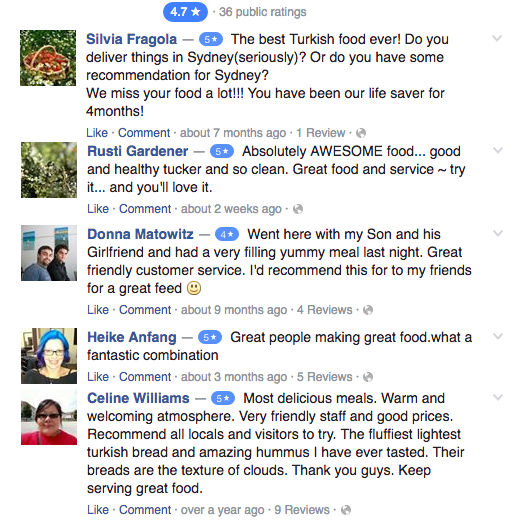 4.7 ★ · 36 public ratings
Silvia Fragola — 5★ The best Turkish food ever! Do you
deliver things in Sydney(seriously)? Or do you have some
recommendation for Sydney?
We miss your food a lot!!! You have been our life saver for
4months!
Like · Comment · about 7 months ago · 1 Review ·
Rusti Gardener — 5★ Absolutely AWESOME food... good
and healthy tucker and so clean. Great food and service ~ try
it... and you'll love it.
Like · Comment · about 2 weeks ago ·
Donna Matowitz — 4★ Went here with my Son and his
Girlfriend and had a very filling yummy meal last night. Great
friendly customer service. I'd recommend this for to my friends
for a great feed 🙂
Like · Comment · about 9 months ago · 4 Reviews ·
Heike Anfang — 5★ Great people making great food.what a
fantastic combination
Like · Comment · about 3 months ago · 5 Reviews ·
Celine Williams — 5★ Most delicious meals. Warm and
welcoming atmosphere. Very friendly staff and good prices.
Recommend all locals and visitors to try. The fluffiest lightest
turkish bread and amazing hummus I have ever tasted. Their
breads are the texture of clouds. Thank you guys. Keep
serving great food.
Like · Comment · over a year ago · 9 Reviews ·